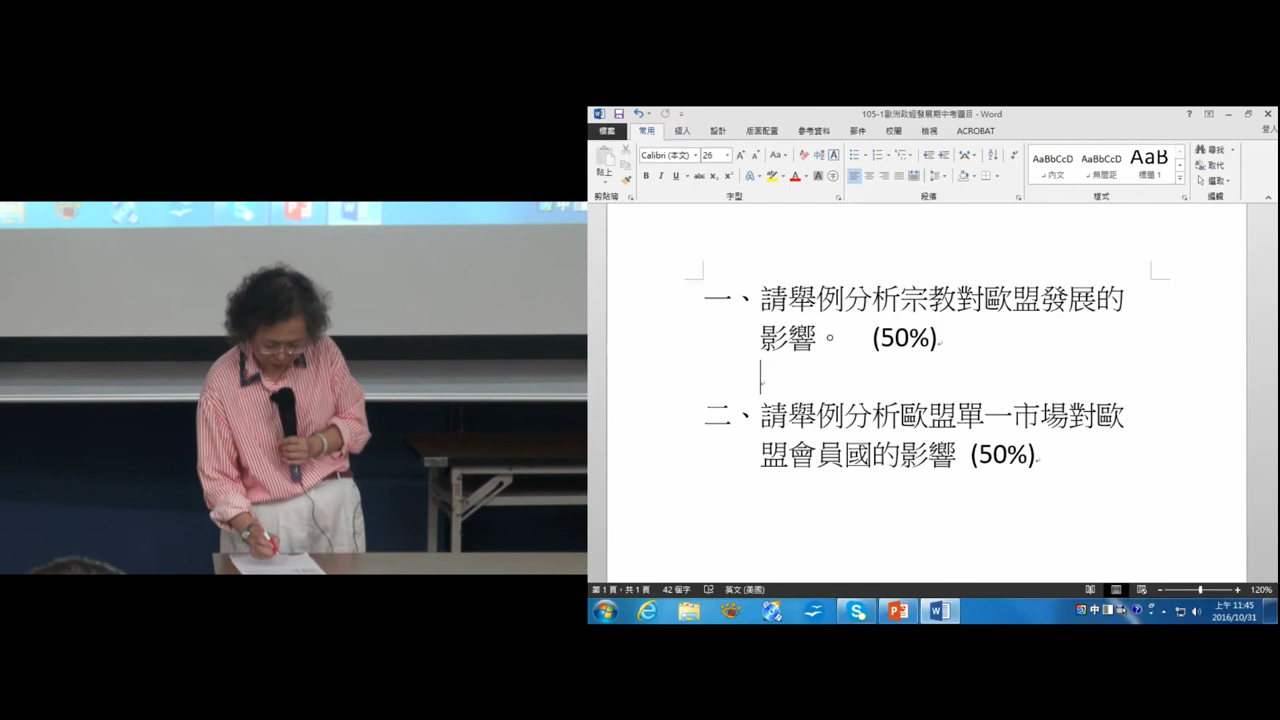 105-1歐洲政經發展期中考題目 - Word
檔案 常用 插入 設計 版面配置 參考資料 郵件 校閱 檢視 ACROBAT
登入
Calibri (本文) 26
AaBbCcD AaBbCcD AaB
內文 無間距 標題 1
貼上
尋找
取代
選取
剪貼簿 字型 段落 樣式 編輯
一、請舉例分析宗教對歐盟發展的
影響。 (50%)
二、請舉例分析歐盟單一市場對歐
盟會員國的影響 (50%)
第 1 頁，共 1 頁 42 個字 英文 (美國) 120%
中
上午 11:45
2016/10/31